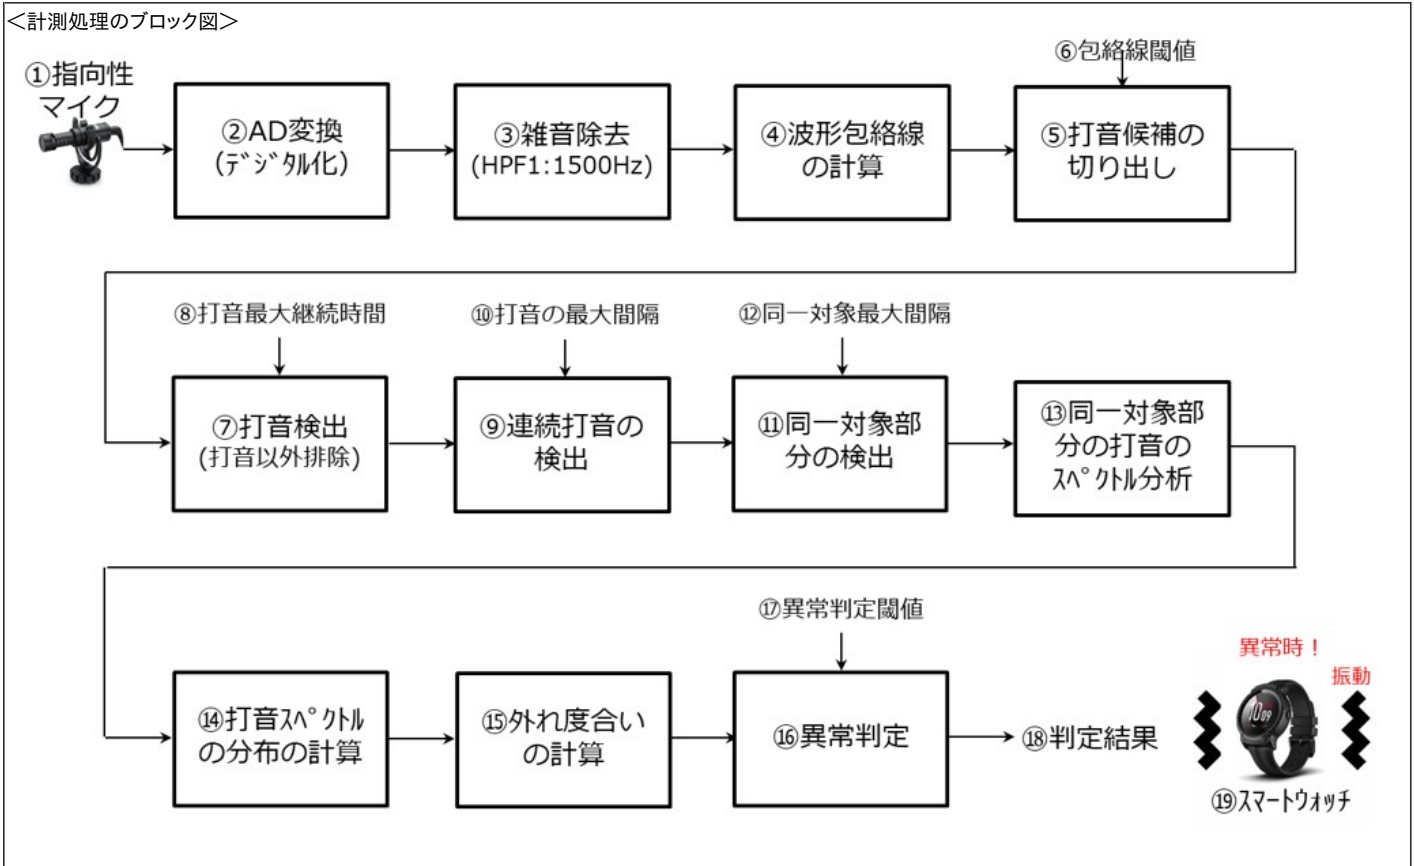 ＜計測処理のブロック図＞
①指向性
マイク
②AD変換
(ﾃﾞｼﾞﾀﾙ化)
③雑音除去
(HPF1:1500Hz)
④波形包絡線
の計算
⑥包絡線閾値
⑤打音候補の
切り出し
⑧打音最大継続時間
⑦打音検出
(打音以外排除)
⑩打音の最大間隔
⑨連続打音の
検出
⑫同一対象最大間隔
⑪同一対象部
分の検出
⑬同一対象部
分の打音の
ｽﾍﾟｸﾄﾙ分析
⑭打音ｽﾍﾟｸﾄﾙ
の分布の計算
⑮外れ度合い
の計算
⑰異常判定閾値
⑯異常判定
⑱判定結果
異常時！
振動
10 09
⑲ｽﾏｰﾄｳｫｯﾁ